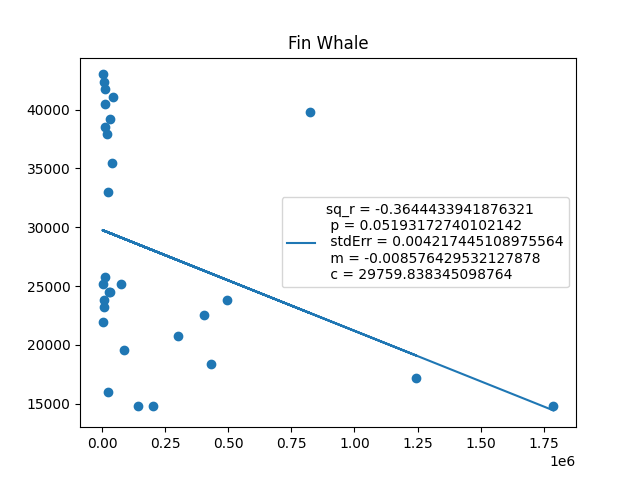 Fin Whale
40000
35000
30000
25000
20000
15000
sq_r = -0.3644433941876321
p = 0.05193172740102142
stdErr = 0.004217445108975564
m = -0.008576429532127878
c = 29759.838345098764
0.00 0.25 0.50 0.75 1.00 1.25 1.50 1.75
1e6